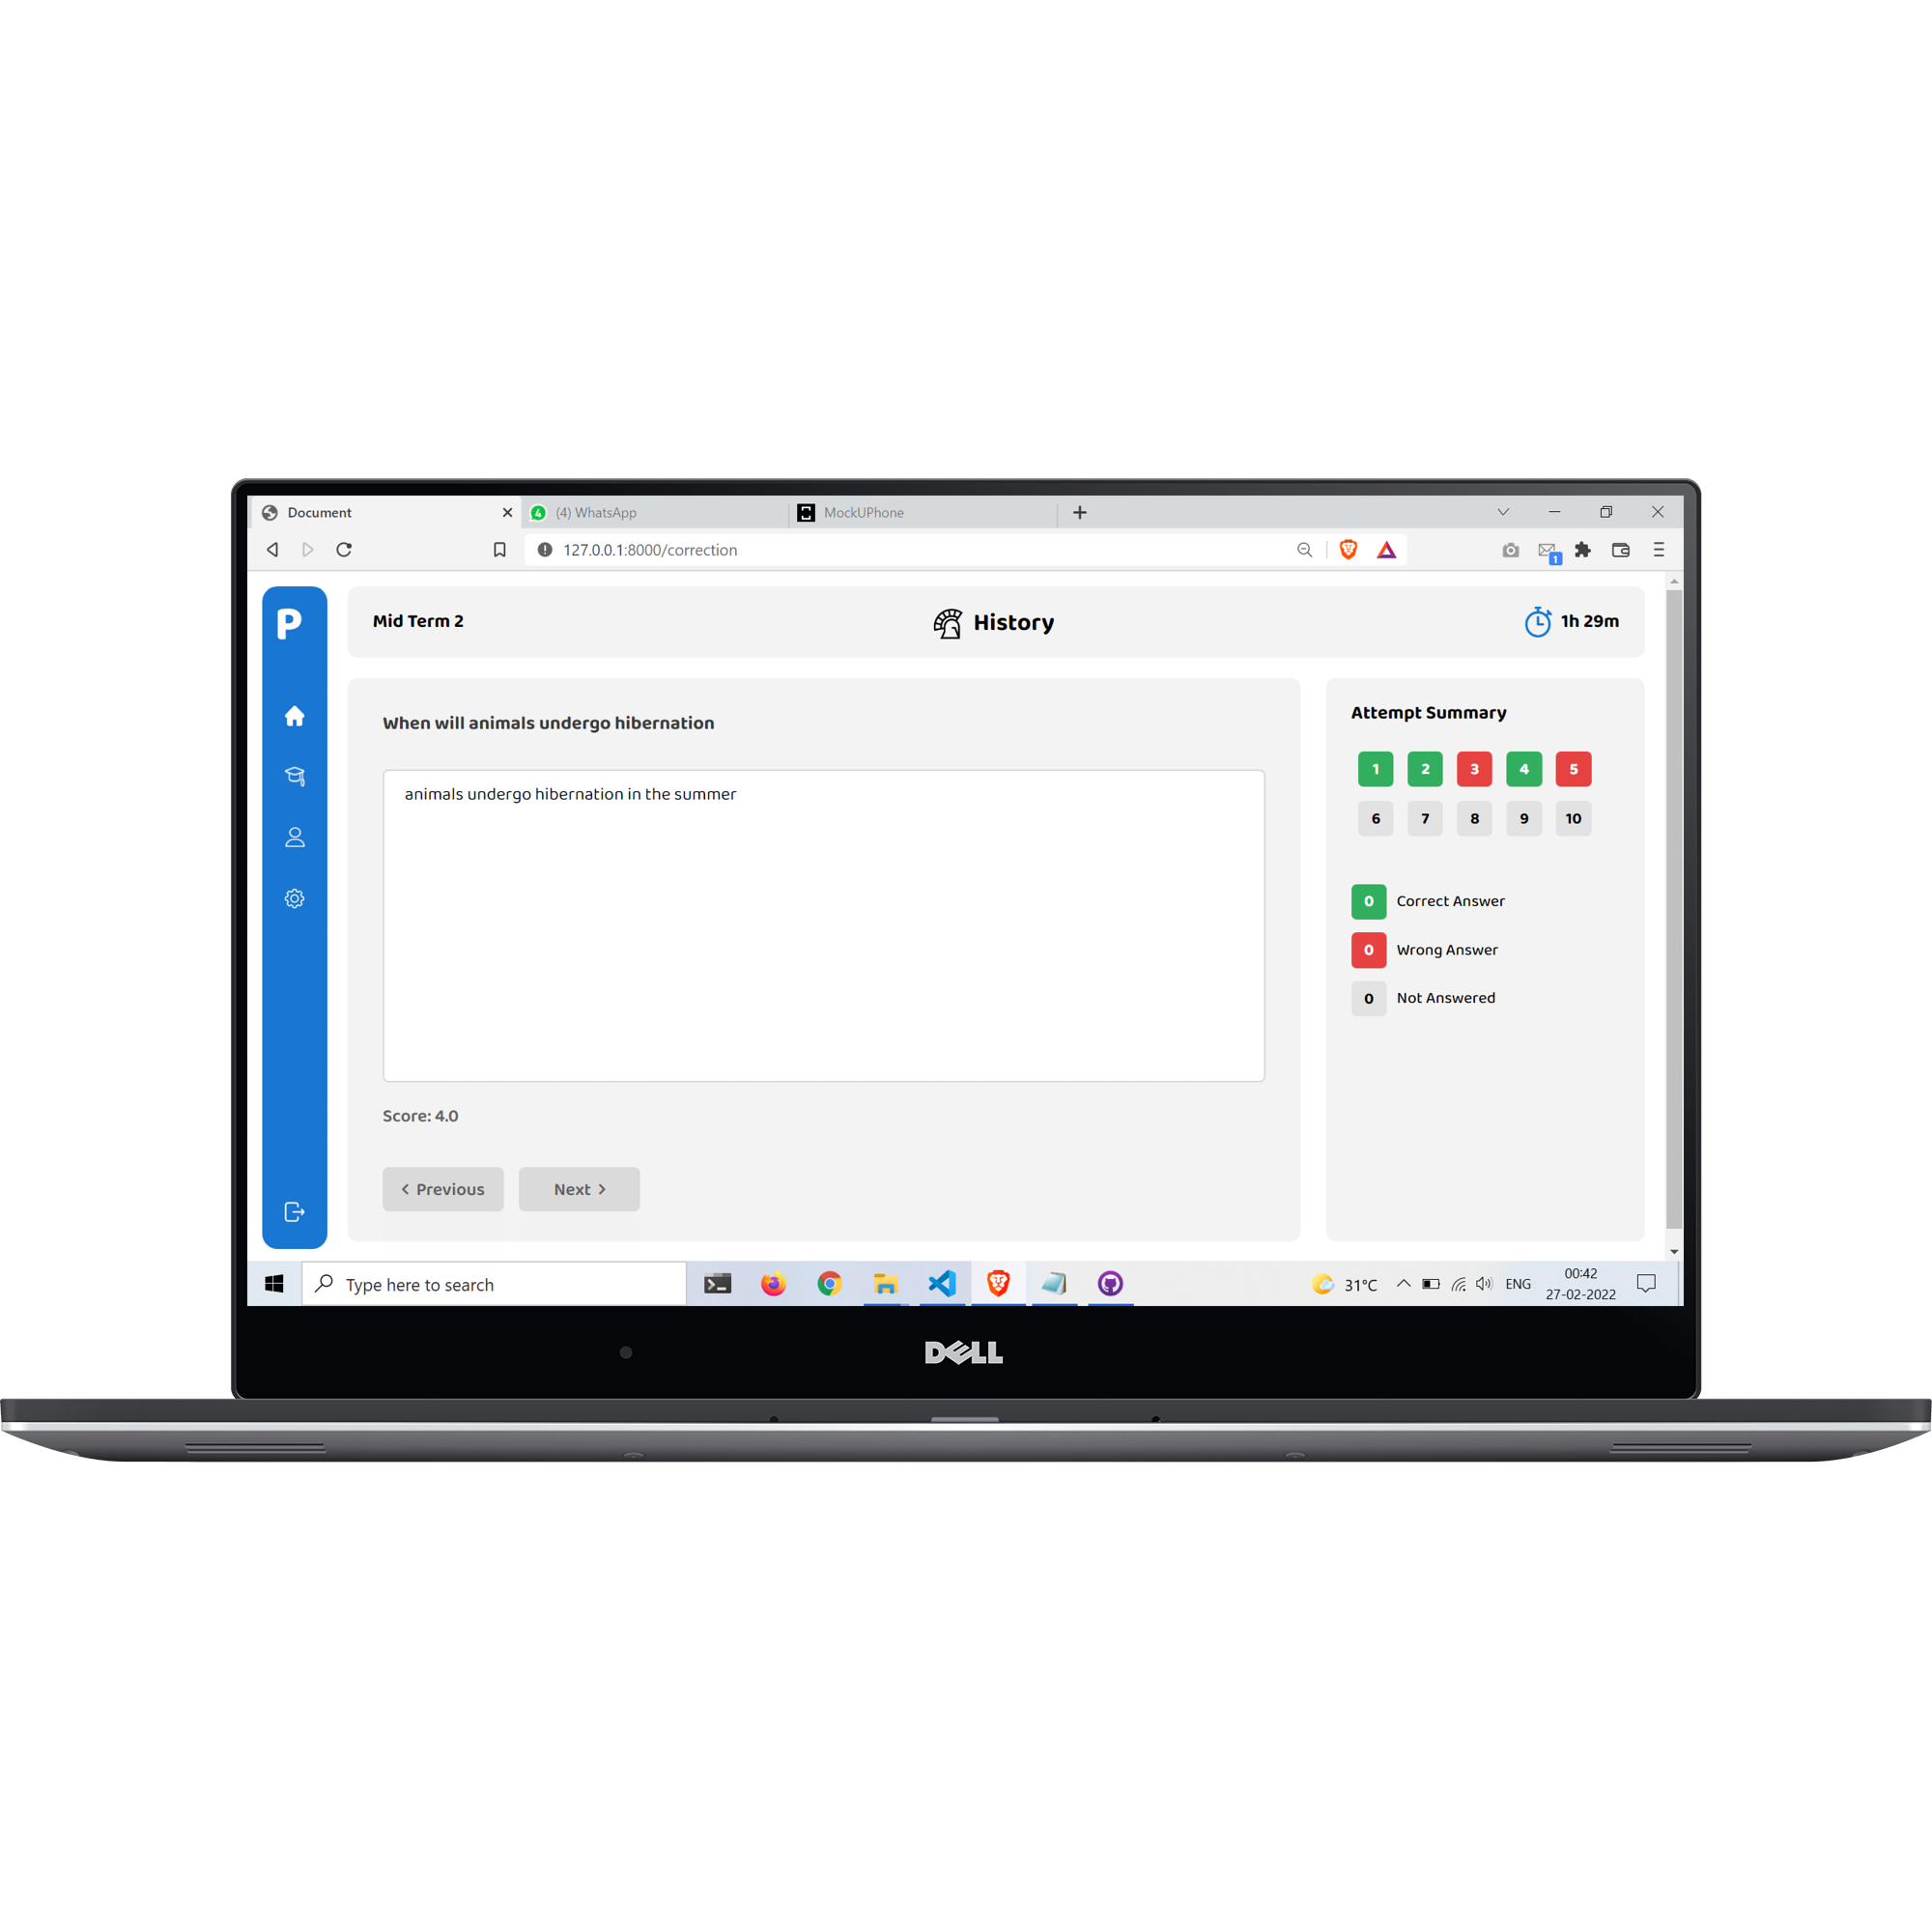 Document
4 (4) WhatsApp
MockUPhone
127.0.0.1:8000/correction
1
P
Mid Term 2
History
1h 29m
When will animals undergo hibernation
animals undergo hibernation in the summer
Score: 4.0
< Previous
Next >
Attempt Summary
1 2 3 4 5
6 7 8 9 10
0 Correct Answer
0 Wrong Answer
0 Not Answered
Type here to search
31°C
ENG
00:42
27-02-2022
DELL